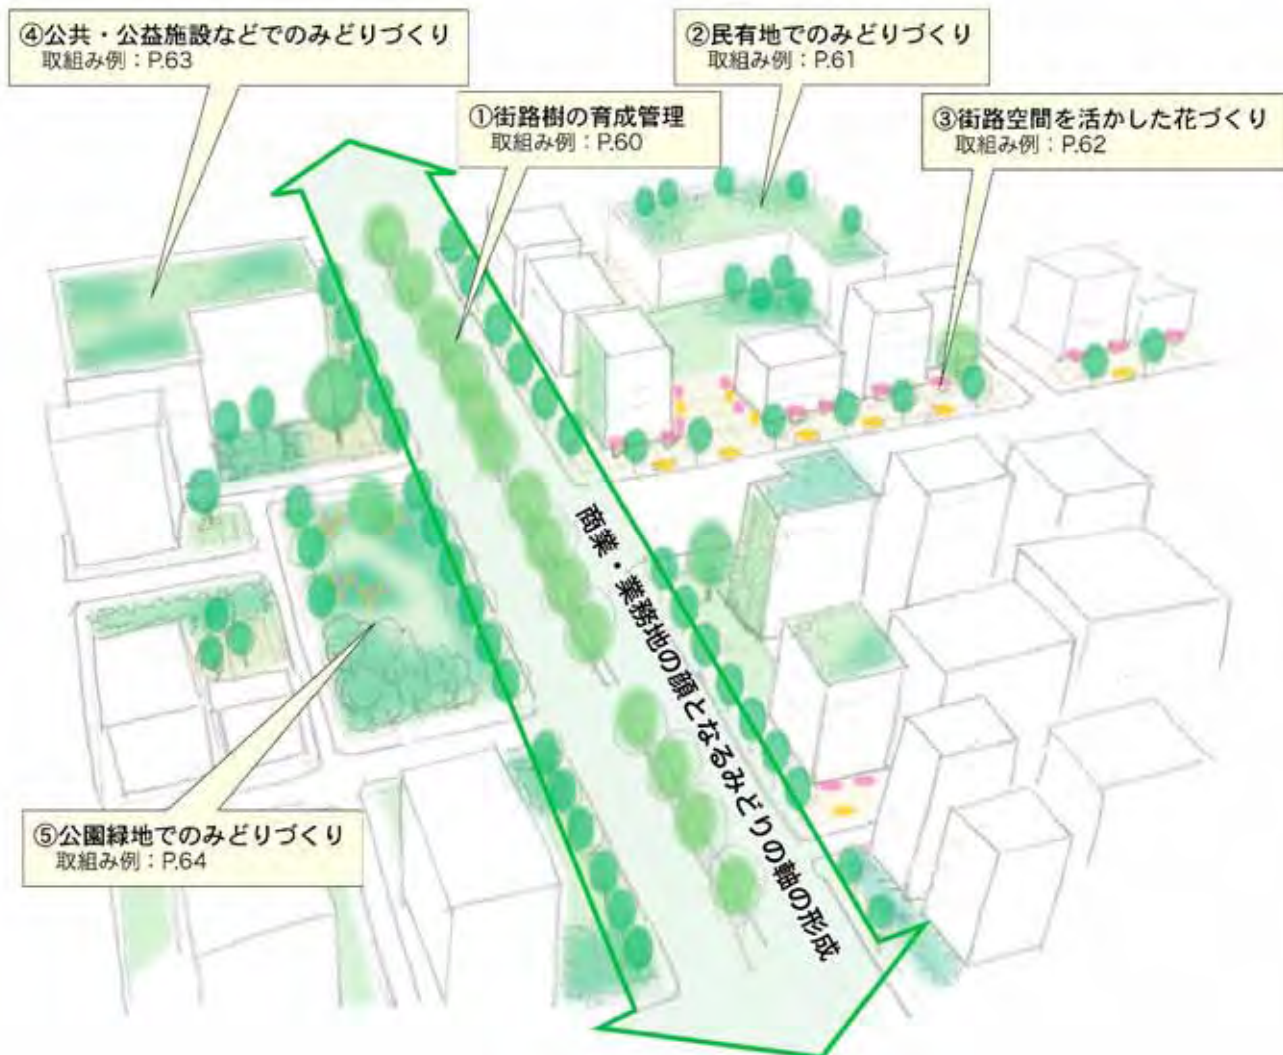 ④公共・公益施設などでのみどりづくり
取組み例:P.63
②民有地でのみどりづくり
取組み例:P.61
①街路樹の育成管理
取組み例:P.60
③街路空間を活かした花づくり
取組み例:P.62
商業・業務地の顔となるみどりの軸の形成
⑤公園緑地でのみどりづくり
取組み例:P.64